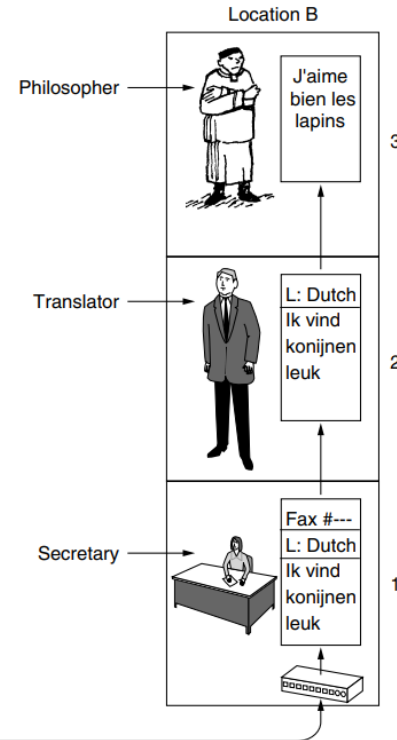 Location B
Philosopher
J'aime
bien les
lapins
3
Translator
L: Dutch
Ik vind
konijnen
leuk
2
Secretary
Fax #---
L: Dutch
Ik vind
konijnen
leuk
1